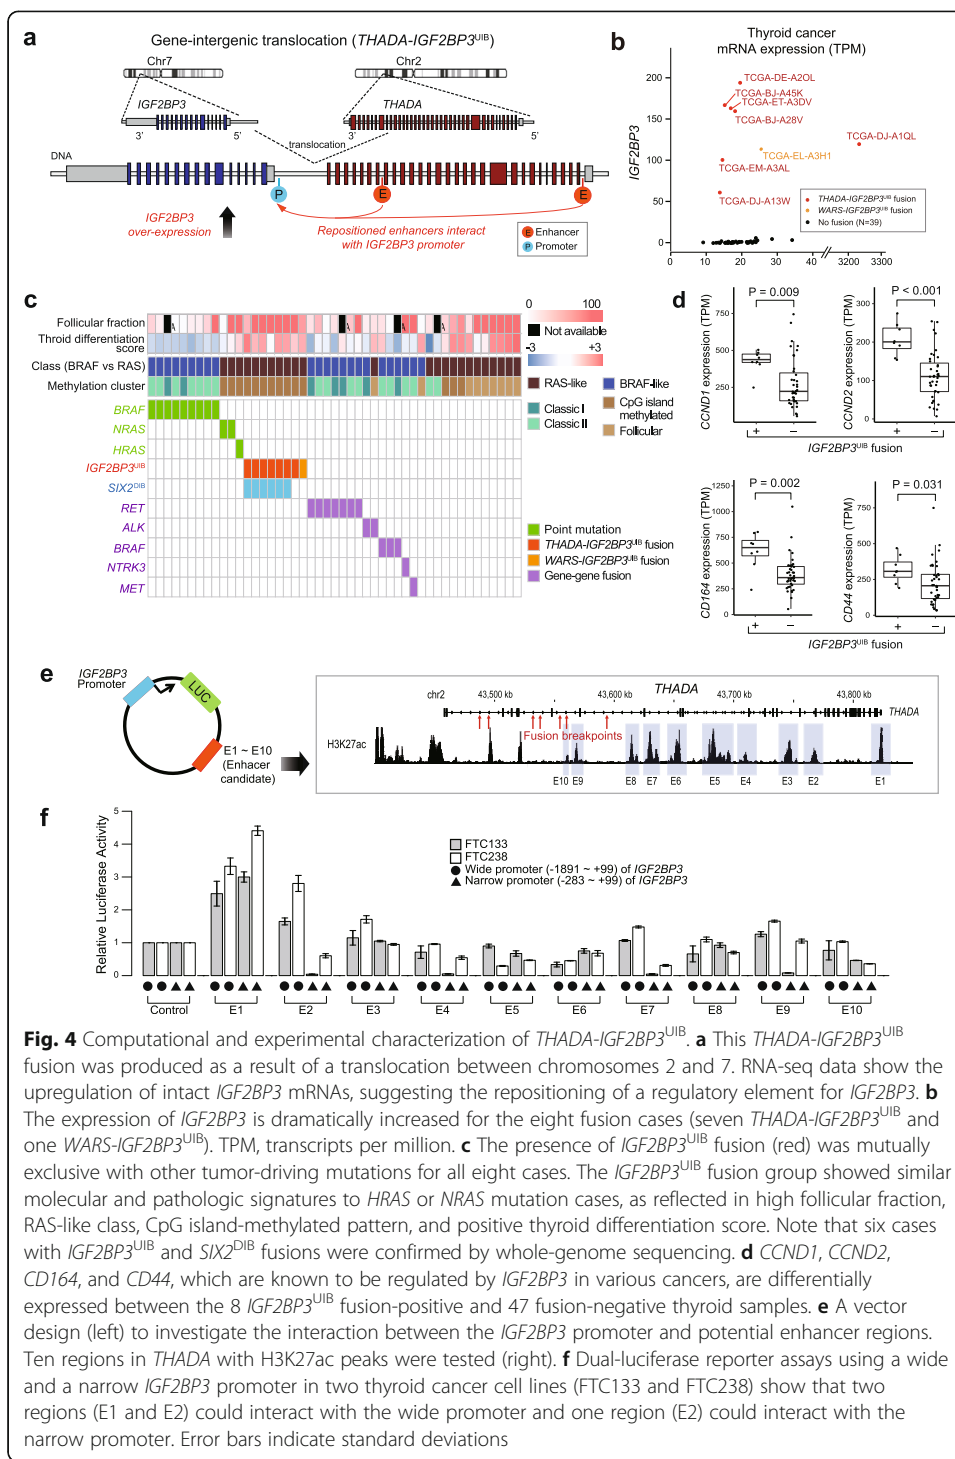 a
Gene-intergenic translocation (THADA-IGF2BP3UIB)
Chr7
Chr2
IGF2BP3
THADA
3'
5'
3'
5'
translocation
DNA
P
E
E
IGF2BP3
over-expression
Repositioned enhancers interact
with IGF2BP3 promoter
E Enhancer
P Promoter
b
Thyroid cancer
mRNA expression (TPM)
IGF2BP3
200
150
100
50
0
TCGA-DE-A2OL
TCGA-BJ-A45K
TCGA-ET-A3DV
TCGA-BJ-A28V
TCGA-DJ-A1QL
TCGA-EL-A3H1
TCGA-EM-A3AL
TCGA-DJ-A13W
THADA-IGF2BP3UIB fusion
WARS-IGF2BP3UIB fusion
No fusion (N=39)
0 10 20 30 40 3200 3300
c
Follicular fraction
Throid differentiation
score
Class (BRAF vs RAS)
Methylation cluster
BRAF
NRAS
HRAS
IGF2BP3UIB
SIX2DIB
RET
ALK
BRAF
NTRK3
MET
0 100
Not available
-3 +3
RAS-like
BRAF-like
Classic I
Classic II
CpG island
methylated
Follicular
Point mutation
THADA-IGF2BP3UIB fusion
WARS-IGF2BP3UIB fusion
Gene-gene fusion
d
P = 0.009
CCND1 expression (TPM)
750
500
250
+ −
P < 0.001
CCND2 expression (TPM)
300
200
100
0
+ −
IGF2BP3UIB fusion
P = 0.002
CD164 expression (TPM)
1250
1000
750
500
250
0
+ −
P = 0.031
CD44 expression (TPM)
750
500
250
0
+ −
IGF2BP3UIB fusion
e
IGF2BP3
Promoter
LUC
E1 ~ E10
(Enhacer
candidate)
chr2
43,500 kb
43,600 kb
THADA
43,700 kb
43,800 kb
THADA
Fusion breakpoints
H3K27ac
E10 E9 E8 E7 E6 E5 E4 E3 E2 E1
f
Relative Luciferase Activity
5
4
3
2
1
0
FTC133
FTC238
Wide promoter (-1891 ~ +99) of IGF2BP3
Narrow promoter (-283 ~ +99) of IGF2BP3
Control E1 E2 E3 E4 E5 E6 E7 E8 E9 E10
Fig. 4 Computational and experimental characterization of THADA-IGF2BP3UIB. a This THADA-IGF2BP3UIB
fusion was produced as a result of a translocation between chromosomes 2 and 7. RNA-seq data show the
upregulation of intact IGF2BP3 mRNAs, suggesting the repositioning of a regulatory element for IGF2BP3. b
The expression of IGF2BP3 is dramatically increased for the eight fusion cases (seven THADA-IGF2BP3UIB and
one WARS-IGF2BP3UIB). TPM, transcripts per million. c The presence of IGF2BP3UIB fusion (red) was mutually
exclusive with other tumor-driving mutations for all eight cases. The IGF2BP3UIB fusion group showed similar
molecular and pathologic signatures to HRAS or NRAS mutation cases, as reflected in high follicular fraction,
RAS-like class, CpG island-methylated pattern, and positive thyroid differentiation score. Note that six cases
with IGF2BP3UIB and SIX2DIB fusions were confirmed by whole-genome sequencing. d CCND1, CCND2,
CD164, and CD44, which are known to be regulated by IGF2BP3 in various cancers, are differentially
expressed between the 8 IGF2BP3UIB fusion-positive and 47 fusion-negative thyroid samples. e A vector
design (left) to investigate the interaction between the IGF2BP3 promoter and potential enhancer regions.
Ten regions in THADA with H3K27ac peaks were tested (right). f Dual-luciferase reporter assays using a wide
and a narrow IGF2BP3 promoter in two thyroid cancer cell lines (FTC133 and FTC238) show that two
regions (E1 and E2) could interact with the wide promoter and one region (E2) could interact with the
narrow promoter. Error bars indicate standard deviations